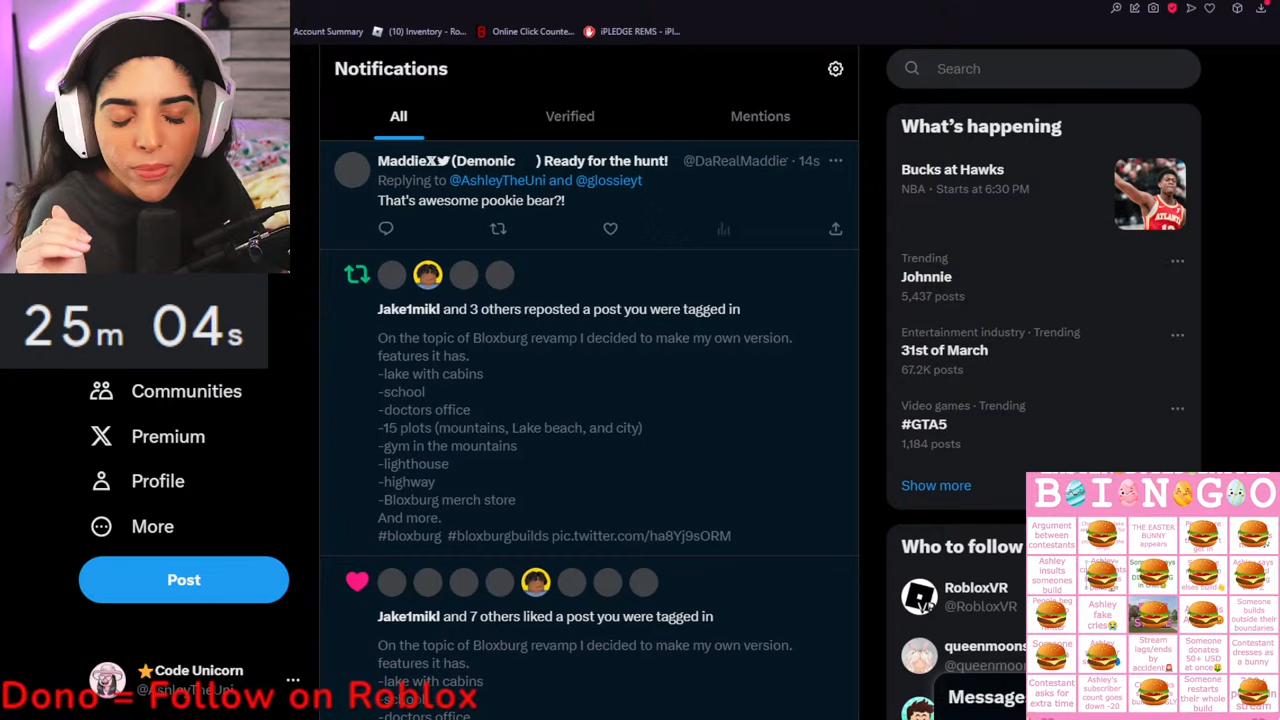 Account Summary
(10) Inventory - Ro...
Online Click Counte...
iPLEDGE REMS - iPl...
Notifications
All
Verified
Mentions
MaddieX (Demonic ) Ready for the hunt! @DaRealMaddie · 14s
Replying to @AshleyTheUni and @glossieyt
That's awesome pookie bear?!
Jake1mikl and 3 others reposted a post you were tagged in
On the topic of Bloxburg revamp I decided to make my own version.
features it has.
-lake with cabins
-school
-doctors office
-15 plots (mountains, Lake beach, and city)
-gym in the mountains
-lighthouse
-highway
-Bloxburg merch store
And more.
#bloxburg #bloxburgbuilds pic.twitter.com/ha8Yj9sORM
Jake1mikl and 7 others liked a post you were tagged in
On the topic of Bloxburg revamp I decided to make my own version.
features it has.
-lake with cabins
-school
-doctors office
25m 04s
Communities
Premium
Profile
More
Post
Code Unicorn
@AshleyTheUni
Dono = Follow on Roblox
Search
What's happening
Bucks at Hawks
NBA · Starts at 6:30 PM
Trending
Johnnie
5,437 posts
Entertainment industry · Trending
31st of March
67.2K posts
Video games · Trending
#GTA5
1,184 posts
Show more
Who to follow
RobloxVR
@RobloxVR
queenmoon
@queenmoo
Message
BOINGO
Argument between contestants
THE EASTER BUNNY appears
Ashley insults someones build
Ashley fake cries
Someone builds outside their boundaries
Stream lags/ends by accident
Someone donates 50+ USD at once
Contestant dresses as a bunny
Contestant asks for extra time
Ashley's subscriber count goes down -20
Someone restarts their whole build